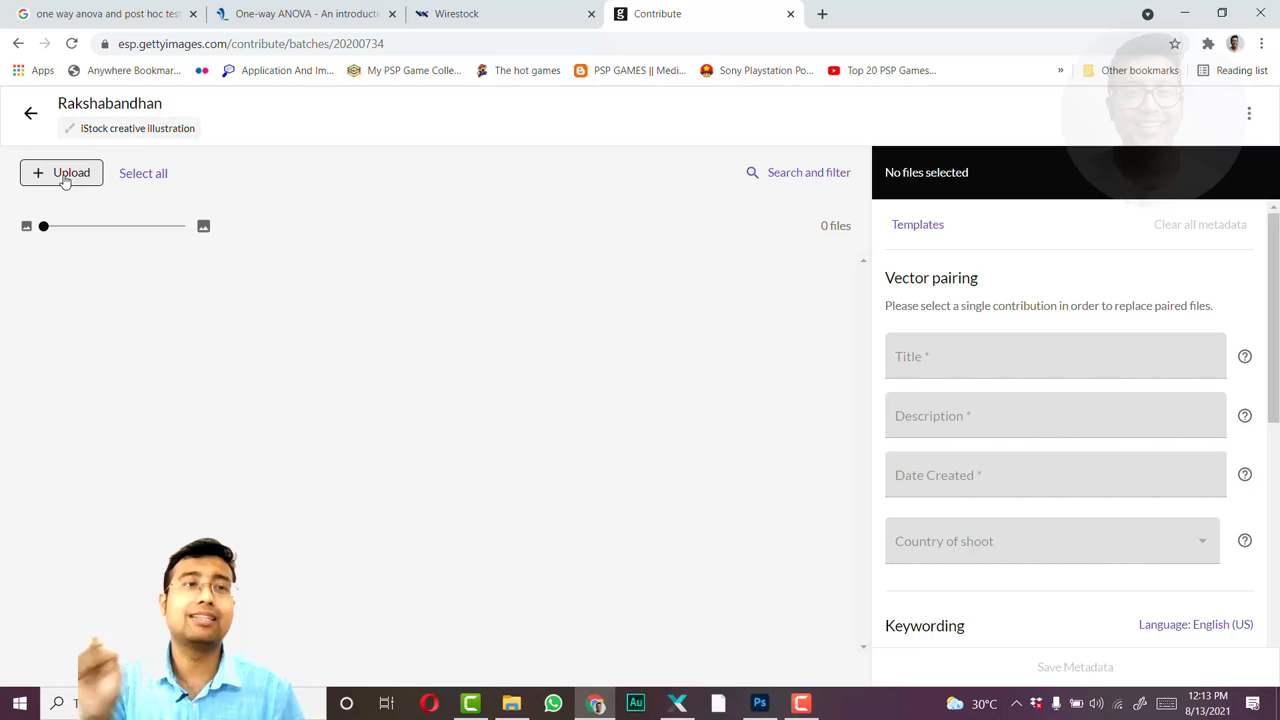 one way anova and post hoc test
One-way ANOVA - An introducti
Wirestock
Contribute
esp.gettyimages.com/contribute/batches/20200734
Apps
Anywhere Bookmar...
Application And Im...
My PSP Game Colle...
The hot games
PSP GAMES || Medi...
Sony Playstation Po...
Top 20 PSP Games...
»
Other bookmarks
Reading list
Rakshabandhan
iStock creative illustration
+ Upload
Select all
Search and filter
No files selected
0 files
Templates
Clear all metadata
Vector pairing
Please select a single contribution in order to replace paired files.
Title *
Description *
Date Created *
Country of shoot
Keywording
Language: English (US)
Save Metadata
T
Au
X
Ps
30°C
12:13 PM
8/13/2021